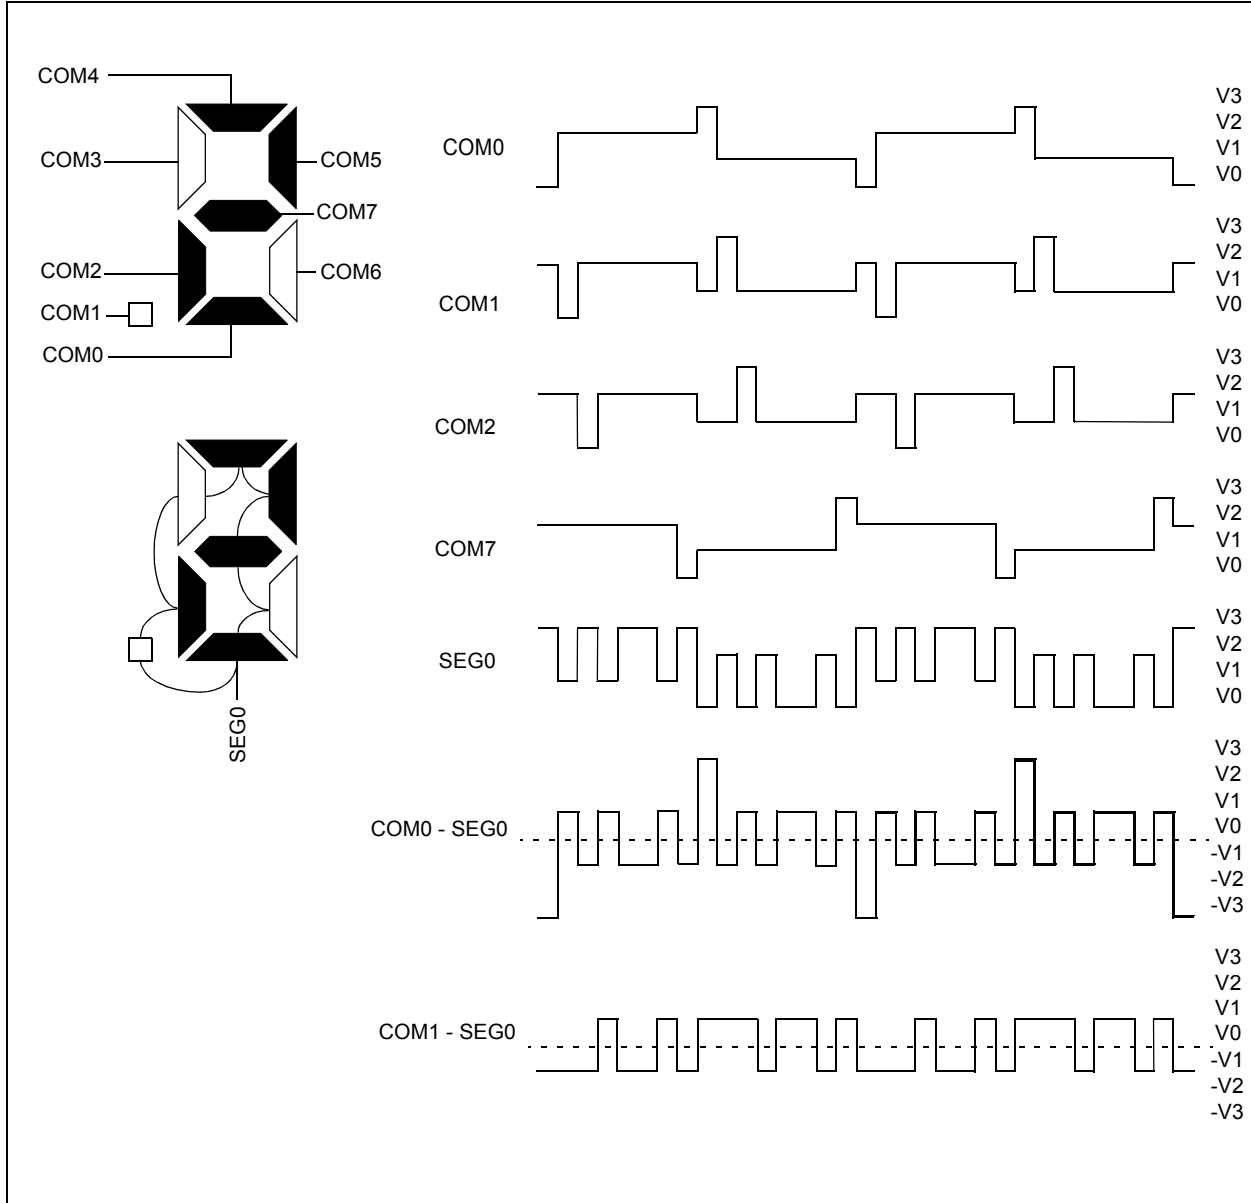 COM4
COM3
COM5
COM7
COM2
COM6
COM1
COM0
SEG0
COM0
V3
V2
V1
V0
COM1
V3
V2
V1
V0
COM2
V3
V2
V1
V0
COM7
V3
V2
V1
V0
SEG0
V3
V2
V1
V0
COM0 - SEG0
V3
V2
V1
V0
-V1
-V2
-V3
COM1 - SEG0
V3
V2
V1
V0
-V1
-V2
-V3